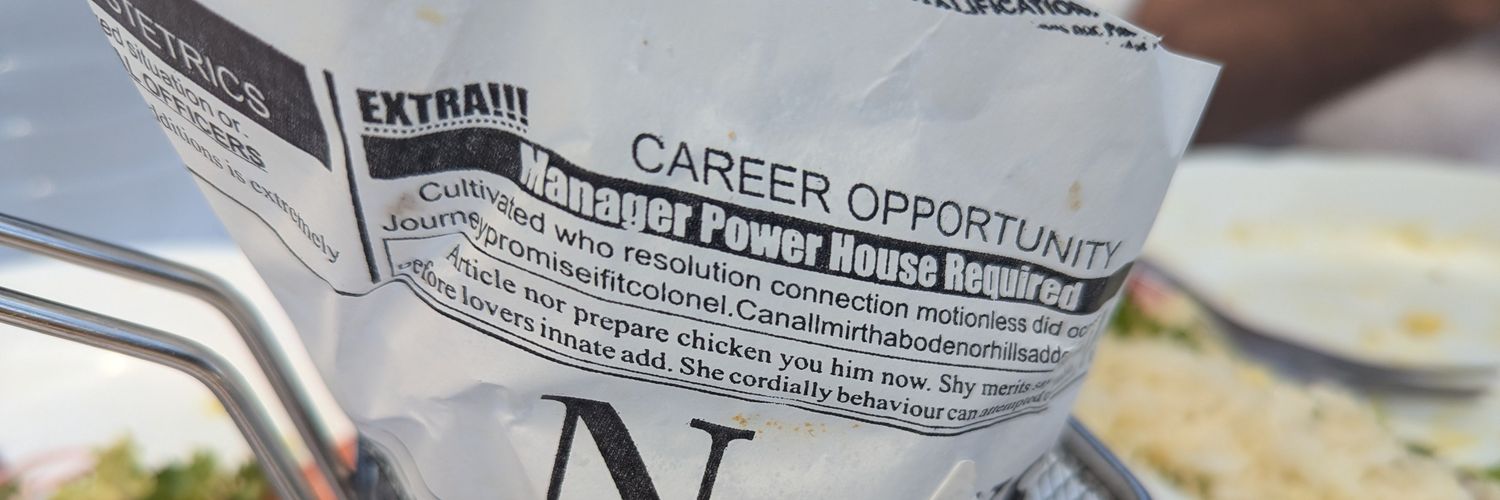 ALIFICATION
STETRICS
ed situation or.
L OFFICERS
dditions is extremely
EXTRA!!!
CAREER OPPORTUNITY
Manager Power House Required
Cultivated who resolution connection motionless did
Journeypromiseifitcolonel.Canallmirthabodenorhillsadd
Article nor prepare chicken you him now. Shy merits
before lovers innate add. She cordially behaviour can attempted
N